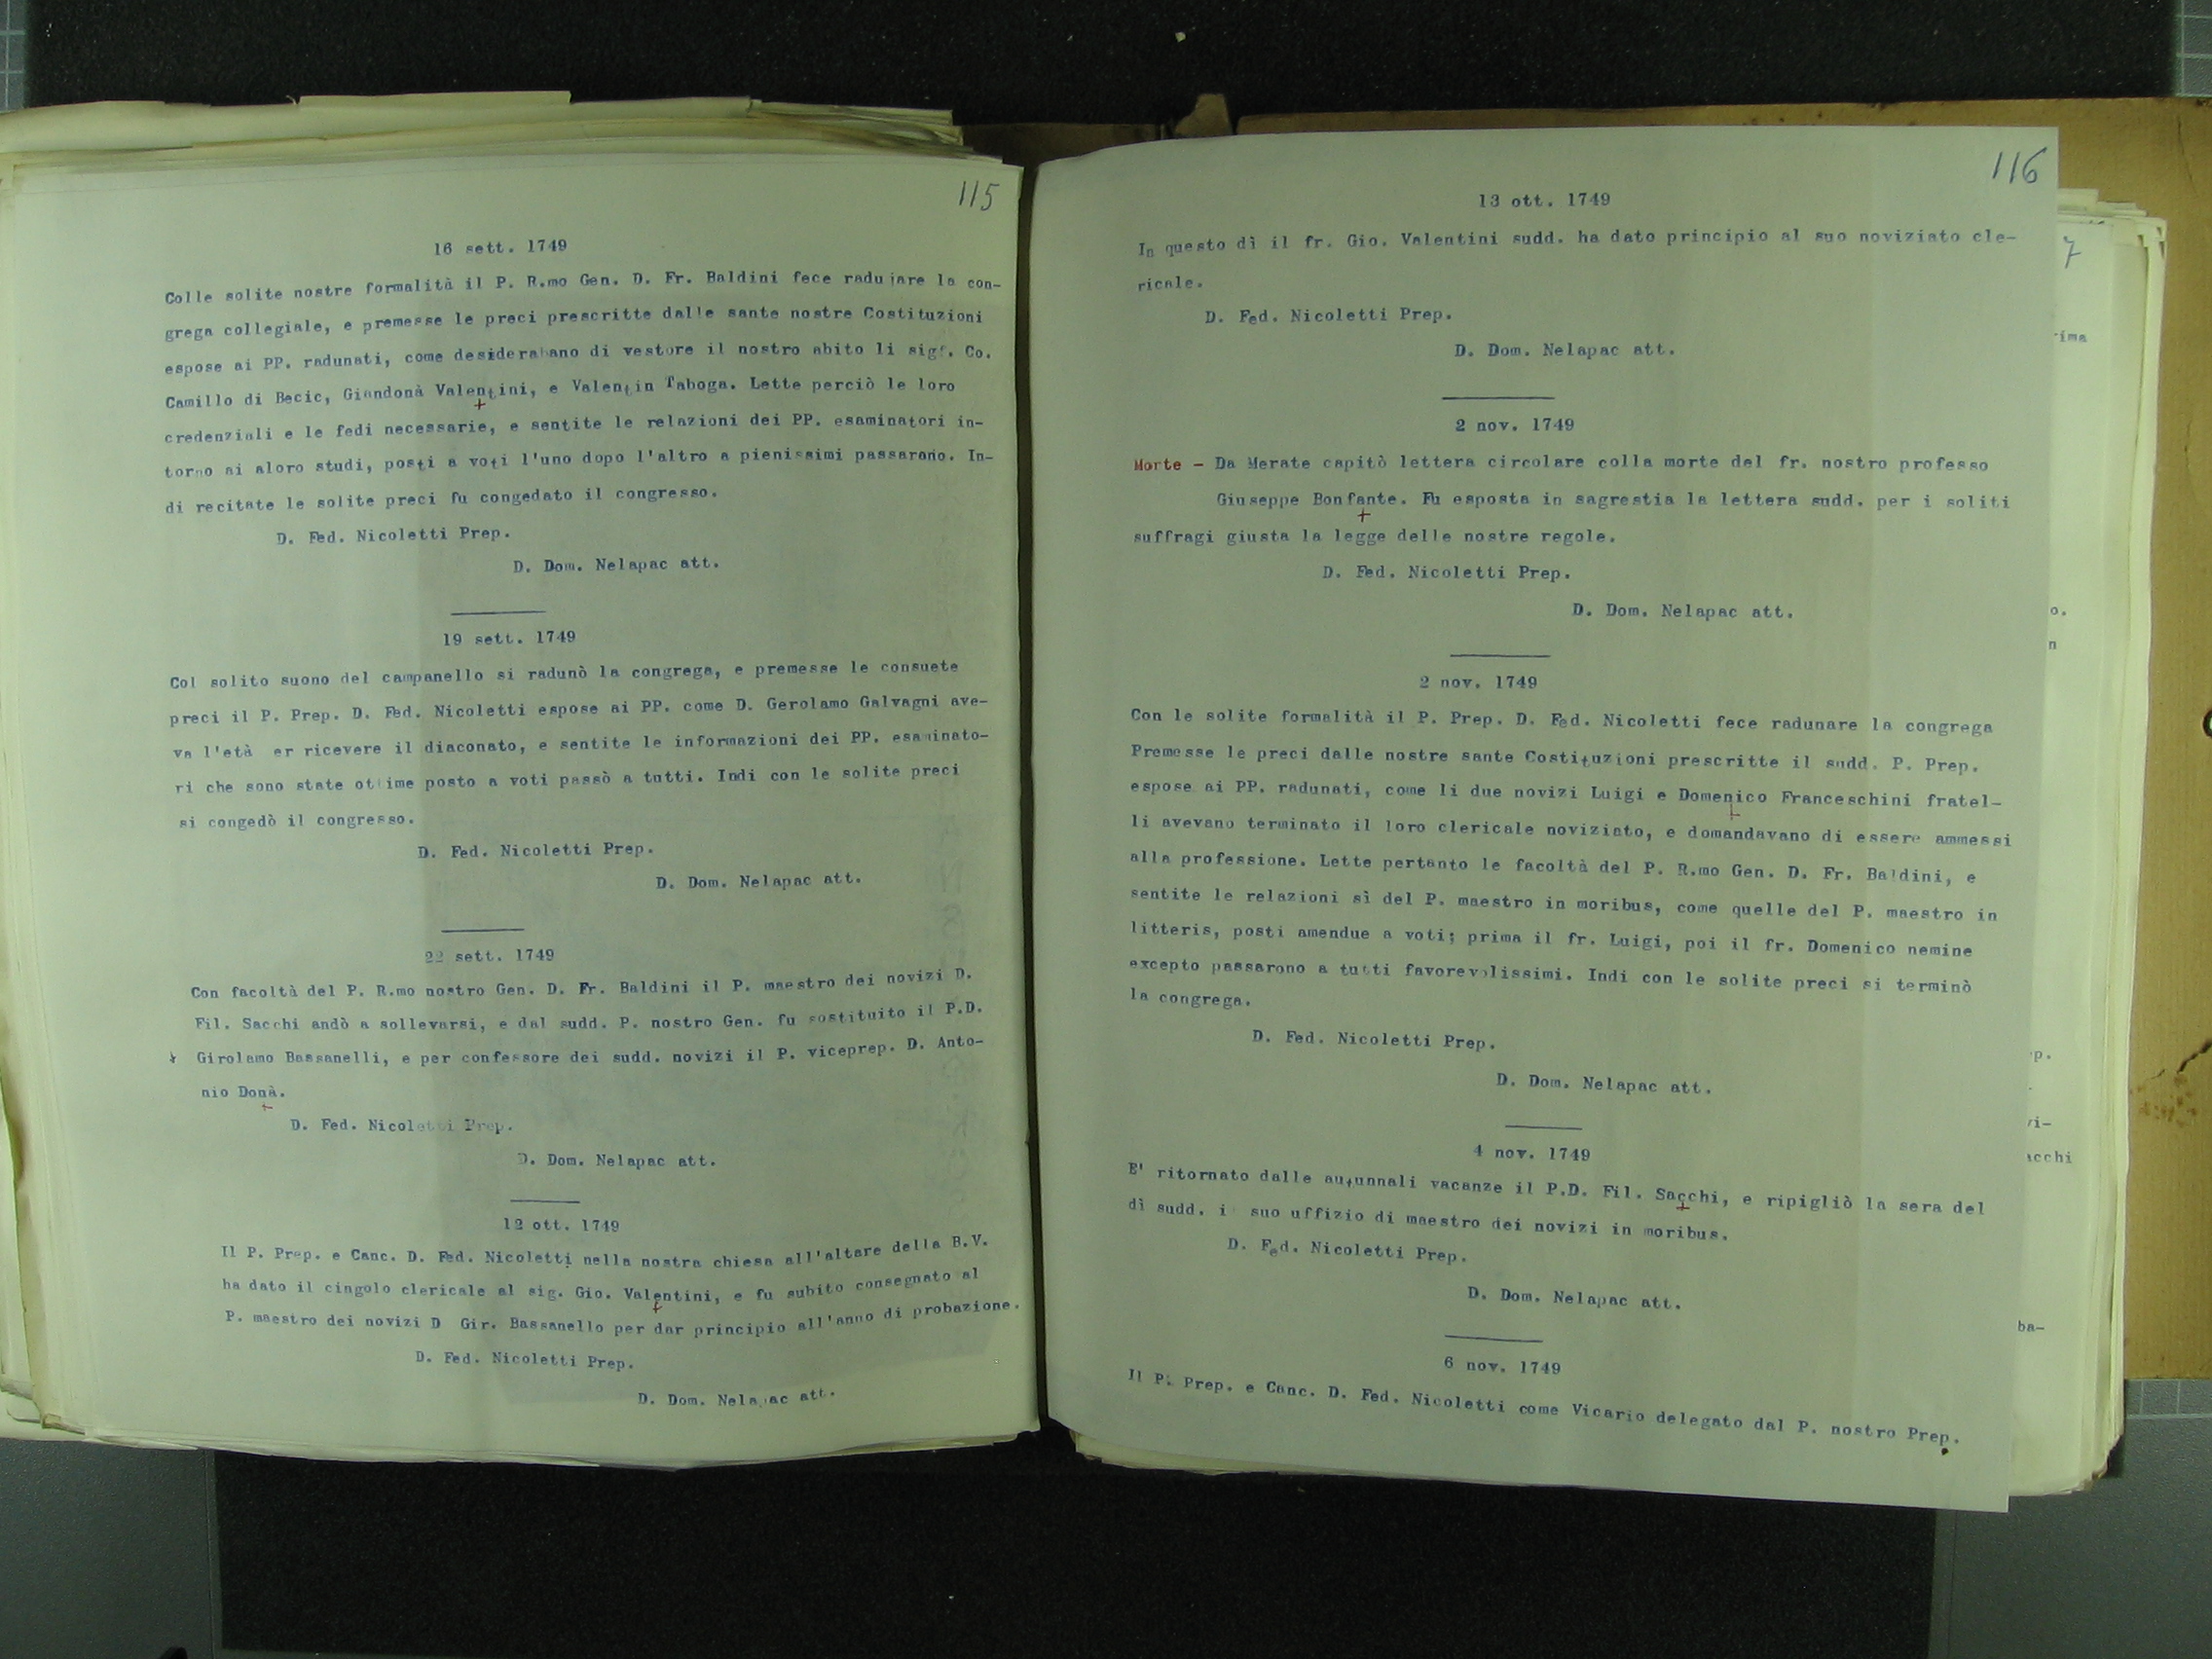 115
16 sett. 1749
Colle solite nostre formalità il P. R.mo Gen. D. Fr. Baldini fece radujare la con-
grega collegiale, e premesse le preci prescritte dalle sante nostre Costituzioni
espose ai PP. radunati, come desiderabano di vestore il nostro abito li sigr. Co.
Camillo di Becic, Giandonà Valentini, e Valentin Taboga. Lette perciò le loro
credenziali e le fedi necessarie, e sentite le relazioni dei PP. esaminatori in-
torno ai aloro studi, posti a voti l'uno dopo l'altro a pienissimi passarono. In-
di recitate le solite preci fu congedato il congresso.
D. Fed. Nicoletti Prep.
D. Dom. Nelapac att.
19 sett. 1749
Col solito suono del campanello si radunò la congrega, e premesse le consuete
preci il P. Prep. D. Fed. Nicoletti espose ai PP. come D. Gerolamo Galvagni ave-
va l'età er ricevere il diaconato, e sentite le informazioni dei PP. esaminato-
ri che sono state ottime posto a voti passò a tutti. Indi con le solite preci
si congedò il congresso.
D. Fed. Nicoletti Prep.
D. Dom. Nelapac att.
22 sett. 1749
Con facoltà del P. R.mo nostro Gen. D. Fr. Baldini il P. maestro dei novizi D.
Fil. Sacchi andò a sollevarsi, e dal sudd. P. nostro Gen. fu sostituito il P.D.
Girolamo Bassanelli, e per confessore dei sudd. novizi il P. viceprep. D. Anto-
nio Donà.
D. Fed. Nicoletti Prep.
D. Dom. Nelapac att.
12 ott. 1749
Il P. Prep. e Canc. D. Fed. Nicoletti nella nostra chiesa all'altare della B.V.
ha dato il cingolo clericale al sig. Gio. Valentini, e fu subito consegnato al
P. maestro dei novizi D Gir. Bassanello per dar principio all'anno di probazione.
D. Fed. Nicoletti Prep.
D. Dom. Nelapac att.
116
13 ott. 1749
In questo dì il fr. Gio. Valentini sudd. ha dato principio al suo noviziato cle-
ricale.
D. Fed. Nicoletti Prep.
D. Dom. Nelapac att.
2 nov. 1749
Morte - Da Merate capitò lettera circolare colla morte del fr. nostro professo
Giuseppe Bonfante. Fu esposta in sagrestia la lettera sudd. per i soliti
suffragi giusta la legge delle nostre regole.
D. Fed. Nicoletti Prep.
D. Dom. Nelapac att.
2 nov. 1749
Con le solite formalità il P. Prep. D. Fed. Nicoletti fece radunare la congrega
Premesse le preci dalle nostre sante Costituzioni prescritte il sudd. P. Prep.
espose ai PP. radunati, come li due novizi Luigi e Domenico Franceschini fratel-
li avevano terminato il loro clericale noviziato, e domandavano di essere ammessi
alla professione. Lette pertanto le facoltà del P. R.mo Gen. D. Fr. Baldini, e
sentite le relazioni sì del P. maestro in moribus, come quelle del P. maestro in
litteris, posti amendue a voti; prima il fr. Luigi, poi il fr. Domenico nemine
excepto passarono a tutti favorevolissimi. Indi con le solite preci si terminò
la congrega.
D. Fed. Nicoletti Prep.
D. Dom. Nelapac att.
4 nov. 1749
E' ritornato dalle autunnali vacanze il P.D. Fil. Sacchi, e ripigliò la sera del
dì sudd. i suo uffizio di maestro dei novizi in moribus.
D. Fed. Nicoletti Prep.
D. Dom. Nelapac att.
6 nov. 1749
Il P. Prep. e Canc. D. Fed. Nicoletti come Vicario delegato dal P. nostro Prep.
7
rima
o.
n
p.
vi-
acchi
ba-